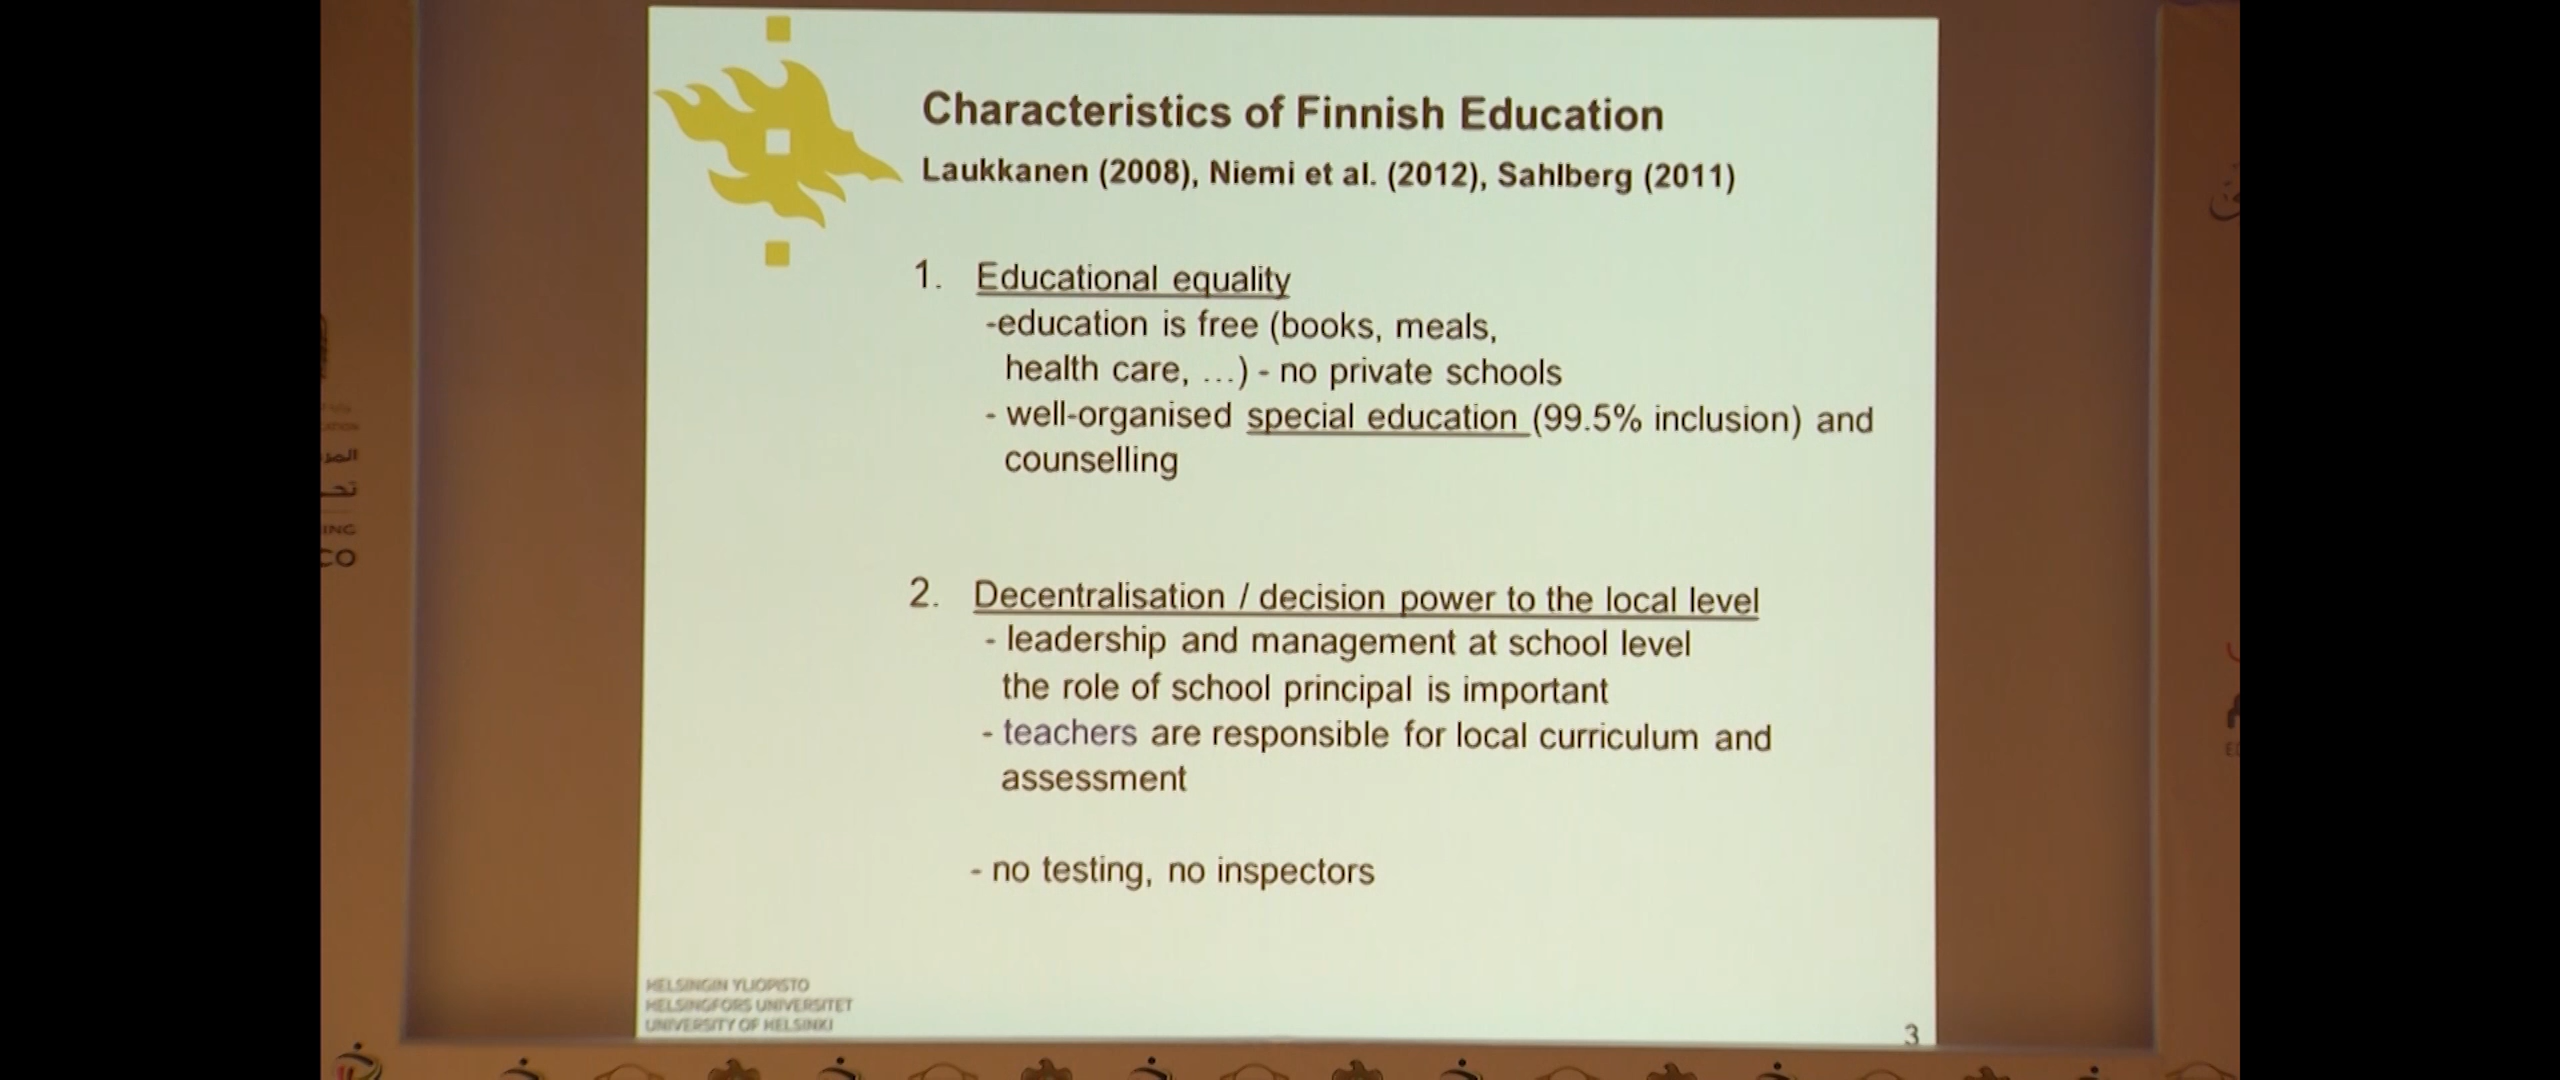 Characteristics of Finnish Education
Laukkanen (2008), Niemi et al. (2012), Sahlberg (2011)
1. Educational equality
-education is free (books, meals,
health care, ...) - no private schools
- well-organised special education (99.5% inclusion) and
counselling
2. Decentralisation / decision power to the local level
- leadership and management at school level
the role of school principal is important
- teachers are responsible for local curriculum and
assessment
- no testing, no inspectors
HELSINGIN YLIOPISTO
HELSINGFORS UNIVERSITET
UNIVERSITY OF HELSINKI
3
ING
CO